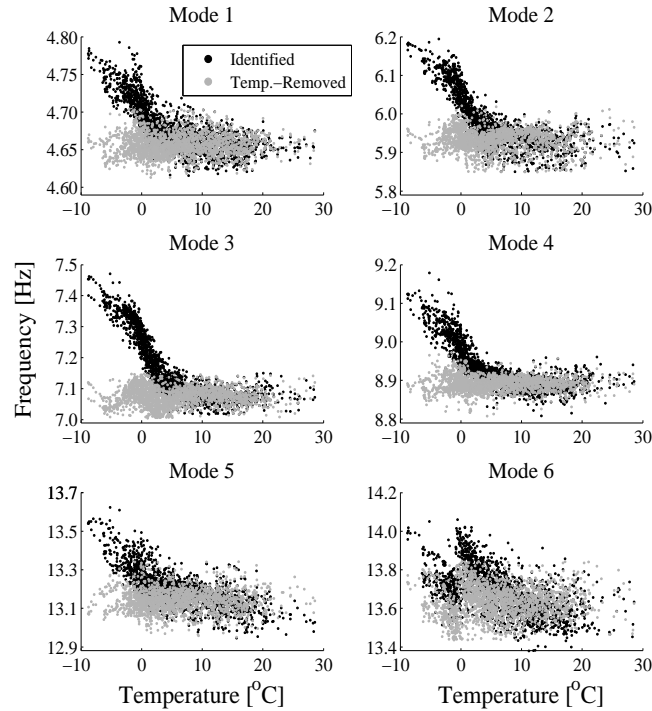 Mode 1
4.80
4.75
4.70
4.65
4.60
−10 0 10 20 30
Identified
Temp.−Removed
Mode 2
6.2
6.1
6.0
5.9
5.8
−10 0 10 20 30
Mode 3
7.5
7.4
7.3
7.2
7.1
7.0
−10 0 10 20 30
Mode 4
9.2
9.1
9.0
8.9
8.8
−10 0 10 20 30
Frequency [Hz]
Mode 5
13.7
13.5
13.3
13.1
12.9
−10 0 10 20 30
Temperature [°C]
Mode 6
14.2
14.0
13.8
13.6
13.4
−10 0 10 20 30
Temperature [°C]